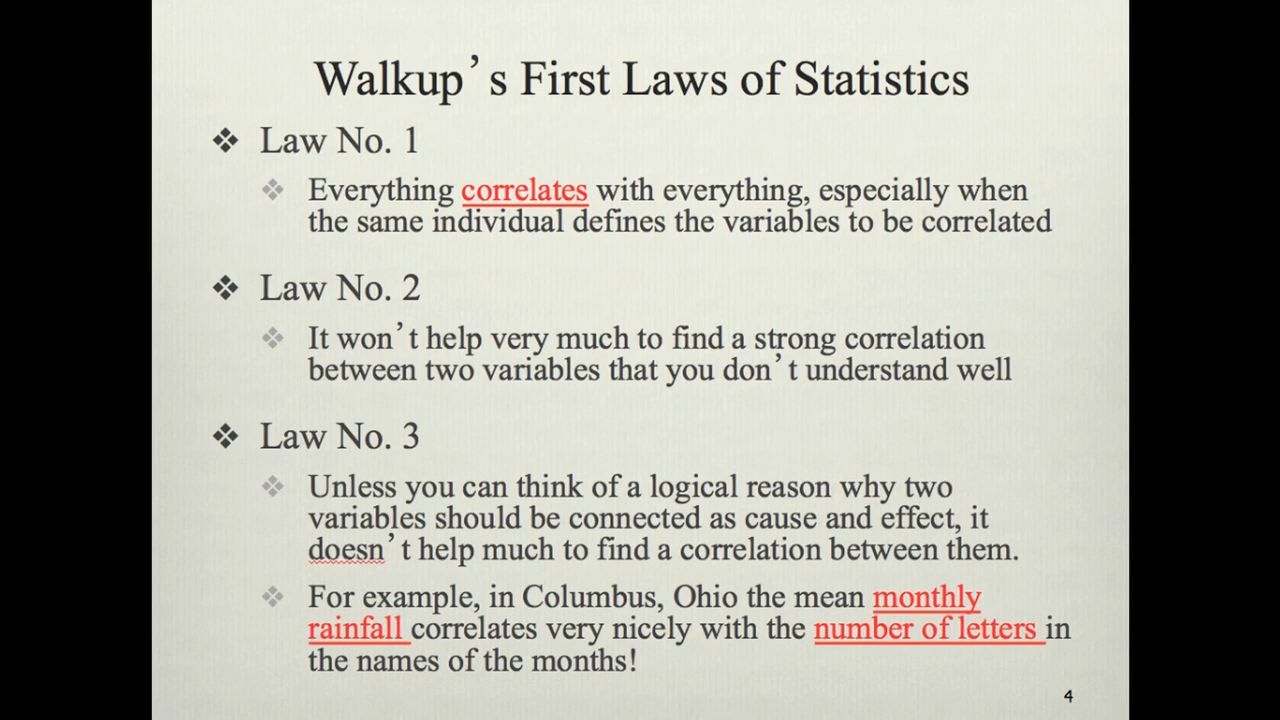 Walkup’s First Laws of Statistics
Law No. 1
Everything correlates with everything, especially when
the same individual defines the variables to be correlated
Law No. 2
It won’t help very much to find a strong correlation
between two variables that you don’t understand well
Law No. 3
Unless you can think of a logical reason why two
variables should be connected as cause and effect, it
doesn’t help much to find a correlation between them.
For example, in Columbus, Ohio the mean monthly
rainfall correlates very nicely with the number of letters in
the names of the months!
4